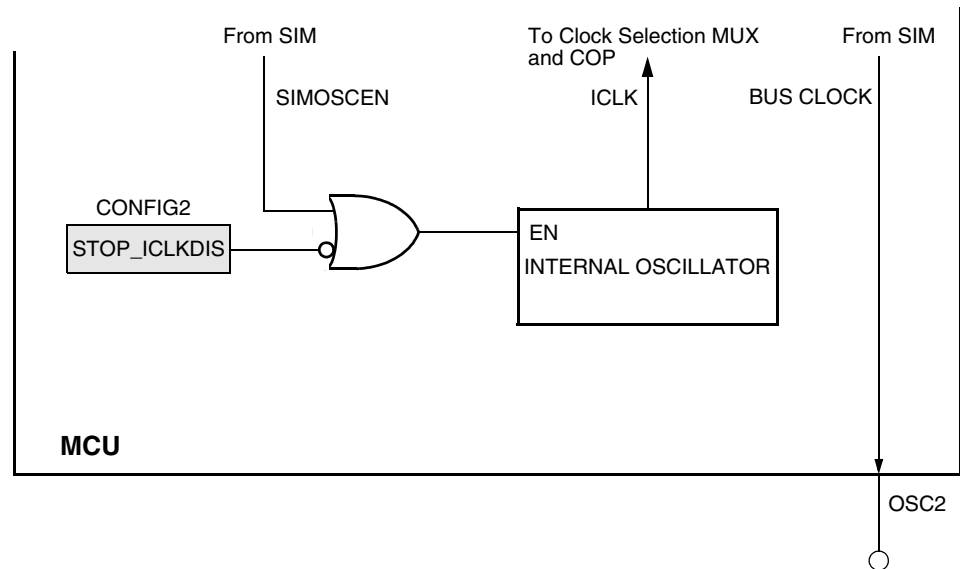 From SIM
To Clock Selection MUX
and COP
From SIM
SIMOSCEN
ICLK
BUS CLOCK
CONFIG2
STOP_ICLKDIS
EN
INTERNAL OSCILLATOR
MCU
OSC2